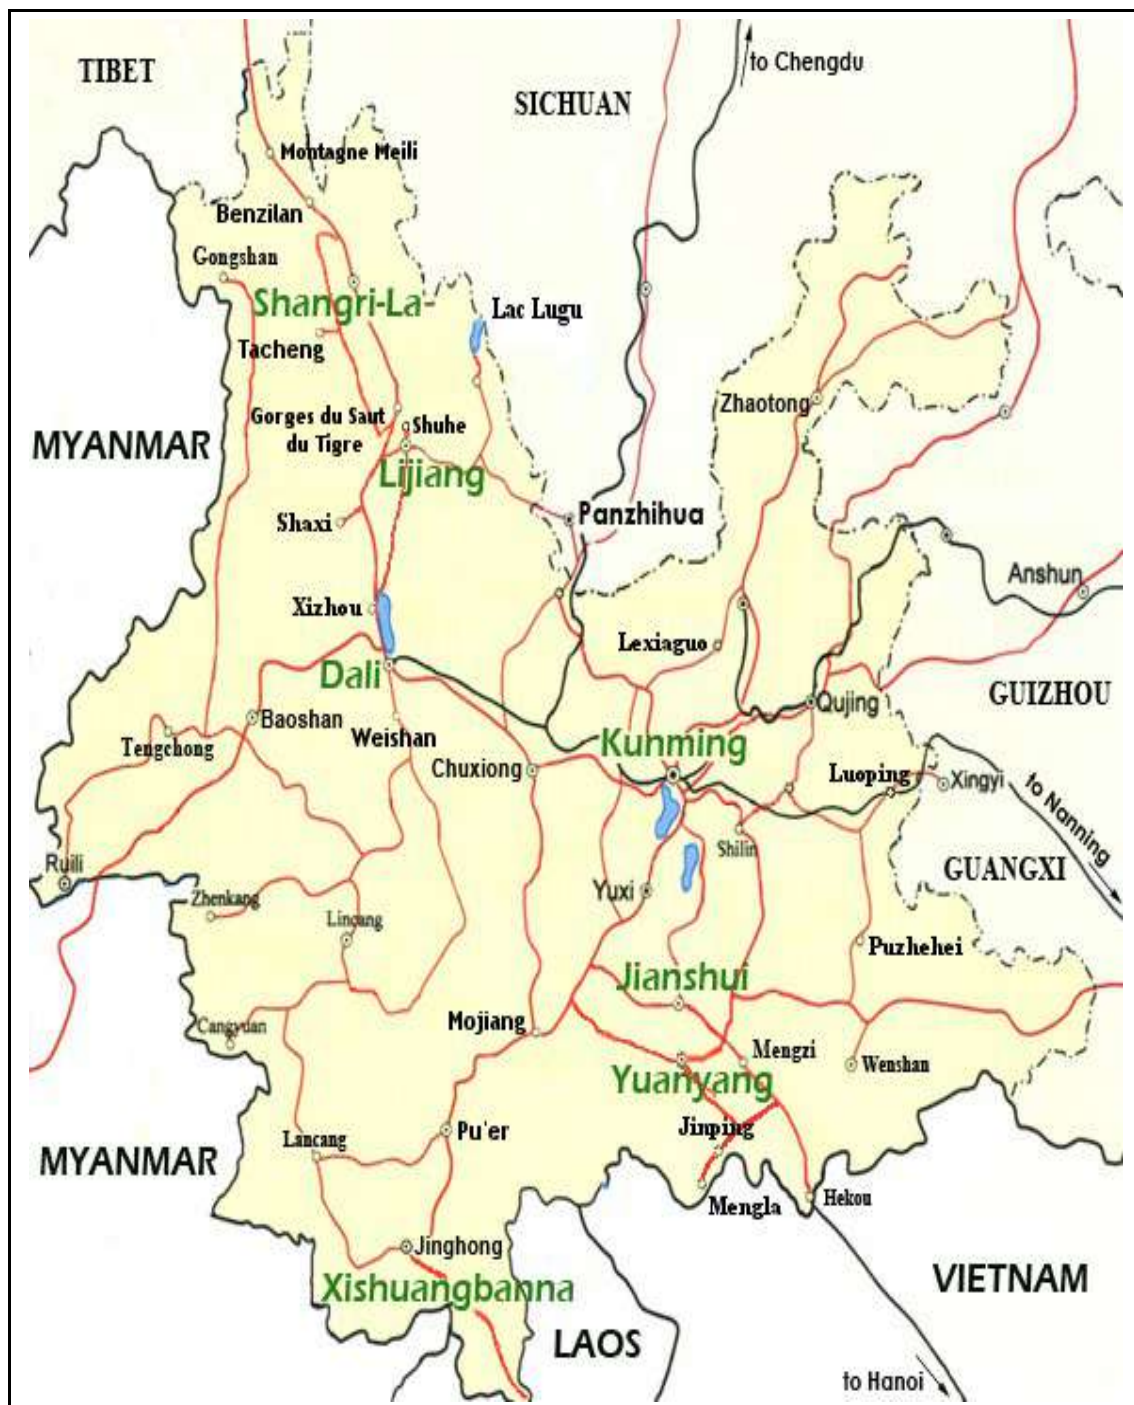 to Chengdu
TIBET
SICHUAN
Montagne Meili
Benzilan
Gongshan
Shangri-La
Lac Lugu
Tacheng
Zhaotong
Gorges du Saut
du Tigre
Shuhe
MYANMAR
Lijiang
Panzhihua
Shaxi
Anshun
Xizhou
Lexiaguo
Dali
GUIZHOU
Qujing
Baoshan
Weishan
Tengchong
Kunming
Chuxiong
Luoping
Xingyi
to Nanning
Shilin
Ruili
GUANGXI
Zhenkang
Yuxi
Lincang
Puzhehei
Jianshui
Cangyuan
Mojiang
Mengzi
Wenshan
Yuanyang
Jinping
Pu'er
Lancang
MYANMAR
Mengla
Hekou
Jinghong
Xishuangbanna
VIETNAM
LAOS
to Hanoi